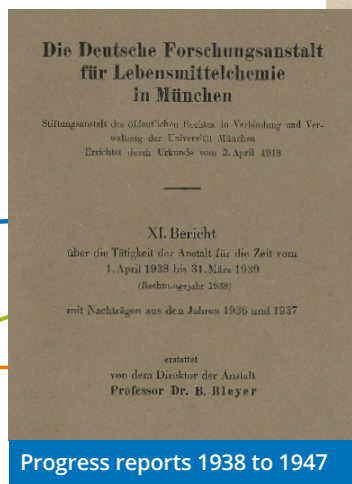 Die Deutsche Forschungsanstalt
für Lebensmittelchemie
in München
Stiftungsanstalt des öffentlichen Rechtes, in Verbindung und Ver-
waltung der Universität München
Errichtet durch Urkunde vom 3. April 1918
XI. Bericht
über die Tätigkeit der Anstalt für die Zeit vom
1. April 1938 bis 31. März 1939
(Rechnungsjahr 1938)
mit Nachträgen aus den Jahren 1936 und 1937
erstattet
von dem Direktor der Anstalt
Professor Dr. B. Bleyer
Progress reports 1938 to 1947